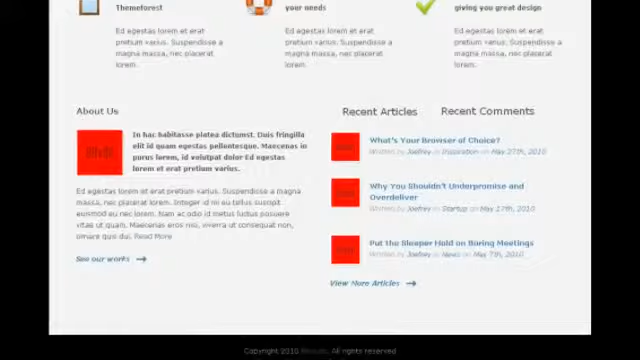 Themeforest
your needs
giving you great design
Ed egestas lorem et erat
pretium varius. Suspendisse a
magna massa, nec placerat
lorem.
Ed egestas lorem et erat
pretium varius. Suspendisse a
magna massa, nec placerat
lorem.
Ed egestas lorem et erat
pretium varius. Suspendisse a
magna massa, nec placerat
lorem.
About Us
In hac habitasse platea dictumst. Duis fringilla
elit id quam egestas pellentesque. Maecenas in
purus lorem, id volutpat dolor Ed egestas
lorem et erat pretium varius.
Ed egestas lorem et erat pretium varius. Suspendisse a magna
massa, nec placerat lorem. Integer id mi eu tellus suscipit
euismod eu nec lorem. Nam ac odio id metus luctus posuere
vitae ut quam. Maecenas eros nisi, viverra ut consequat non,
ornare quis dui. Read More
See our works
Recent Articles
Recent Comments
What's Your Browser of Choice?
Written by Joefrey in Inspiration on May 27th, 2010
Why You Shouldn't Underpromise and
Overdeliver
Written by Joefrey in Startup on May 17th, 2010
Put the Sleeper Hold on Boring Meetings
Written by Joefrey in News on May 7th, 2010
View More Articles
Copyright 2010 All rights reserved